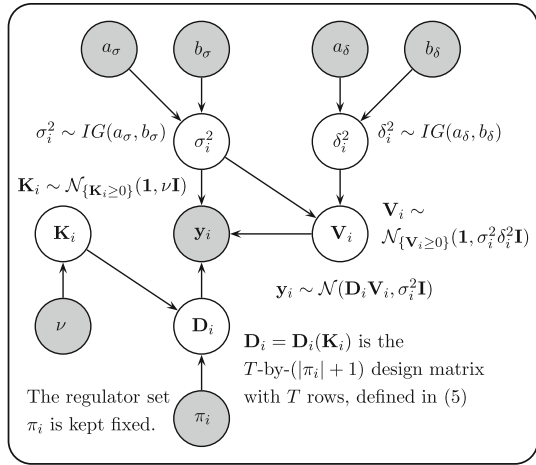 a_σ b_σ a_δ b_δ
σ_i^2 ∼ IG(a_σ, b_σ) σ_i^2 δ_i^2 δ_i^2 ∼ IG(a_δ, b_δ)
K_i ∼ N_{{K_i≥0}}(1, νI)
K_i y_i V_i
V_i ∼
N_{{V_i≥0}}(1, σ_i^2 δ_i^2 I)
y_i ∼ N(D_i V_i, σ_i^2 I)
ν D_i
D_i = D_i(K_i) is the
T-by-(|π_i| + 1) design matrix
with T rows, defined in (5)
The regulator set
π_i is kept fixed.
π_i